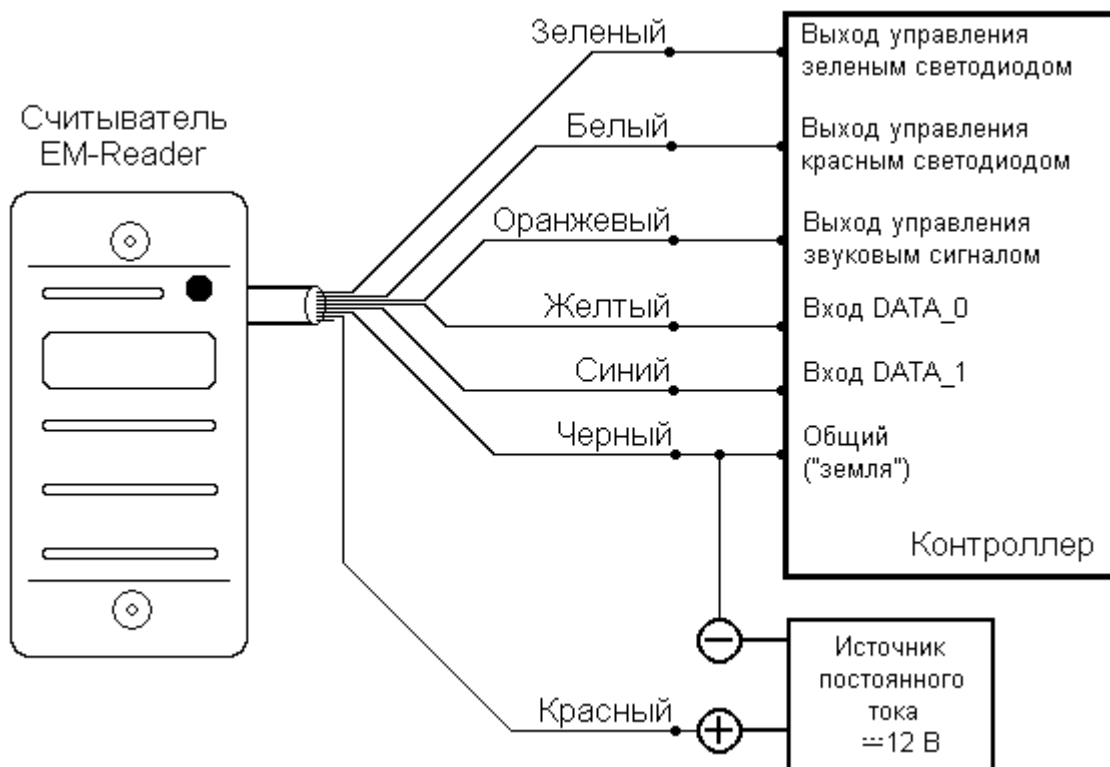 Считыватель
EM-Reader
Зеленый
Белый
Оранжевый
Желтый
Синий
Черный
Красный
Выход управления
зеленым светодиодом
Выход управления
красным светодиодом
Выход управления
звуковым сигналом
Вход DATA_0
Вход DATA_1
Общий
("земля")
Контроллер
Источник
постоянного
тока
⎓12 В